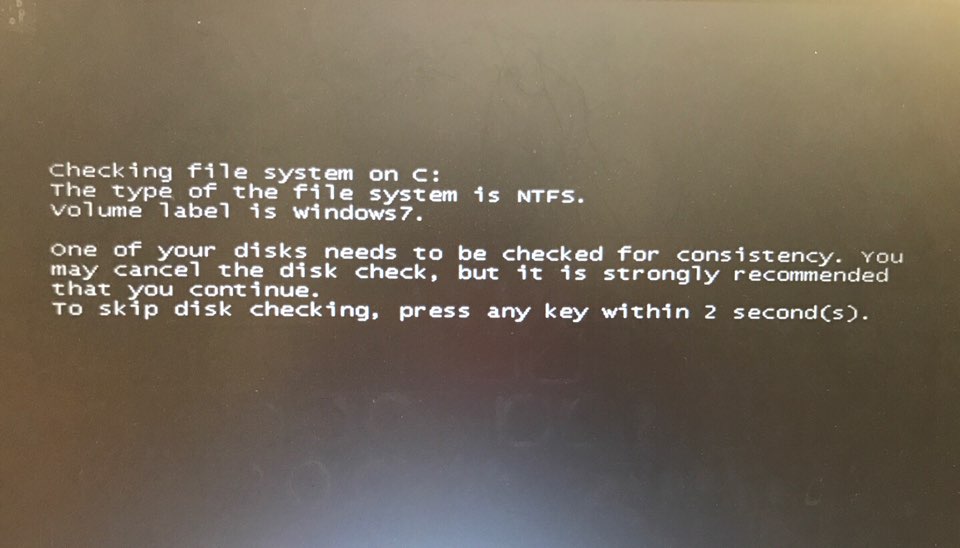 Checking file system on C:
The type of the file system is NTFS.
Volume label is Windows7.
One of your disks needs to be checked for consistency. You
may cancel the disk check, but it is strongly recommended
that you continue.
To skip disk checking, press any key within 2 second(s).